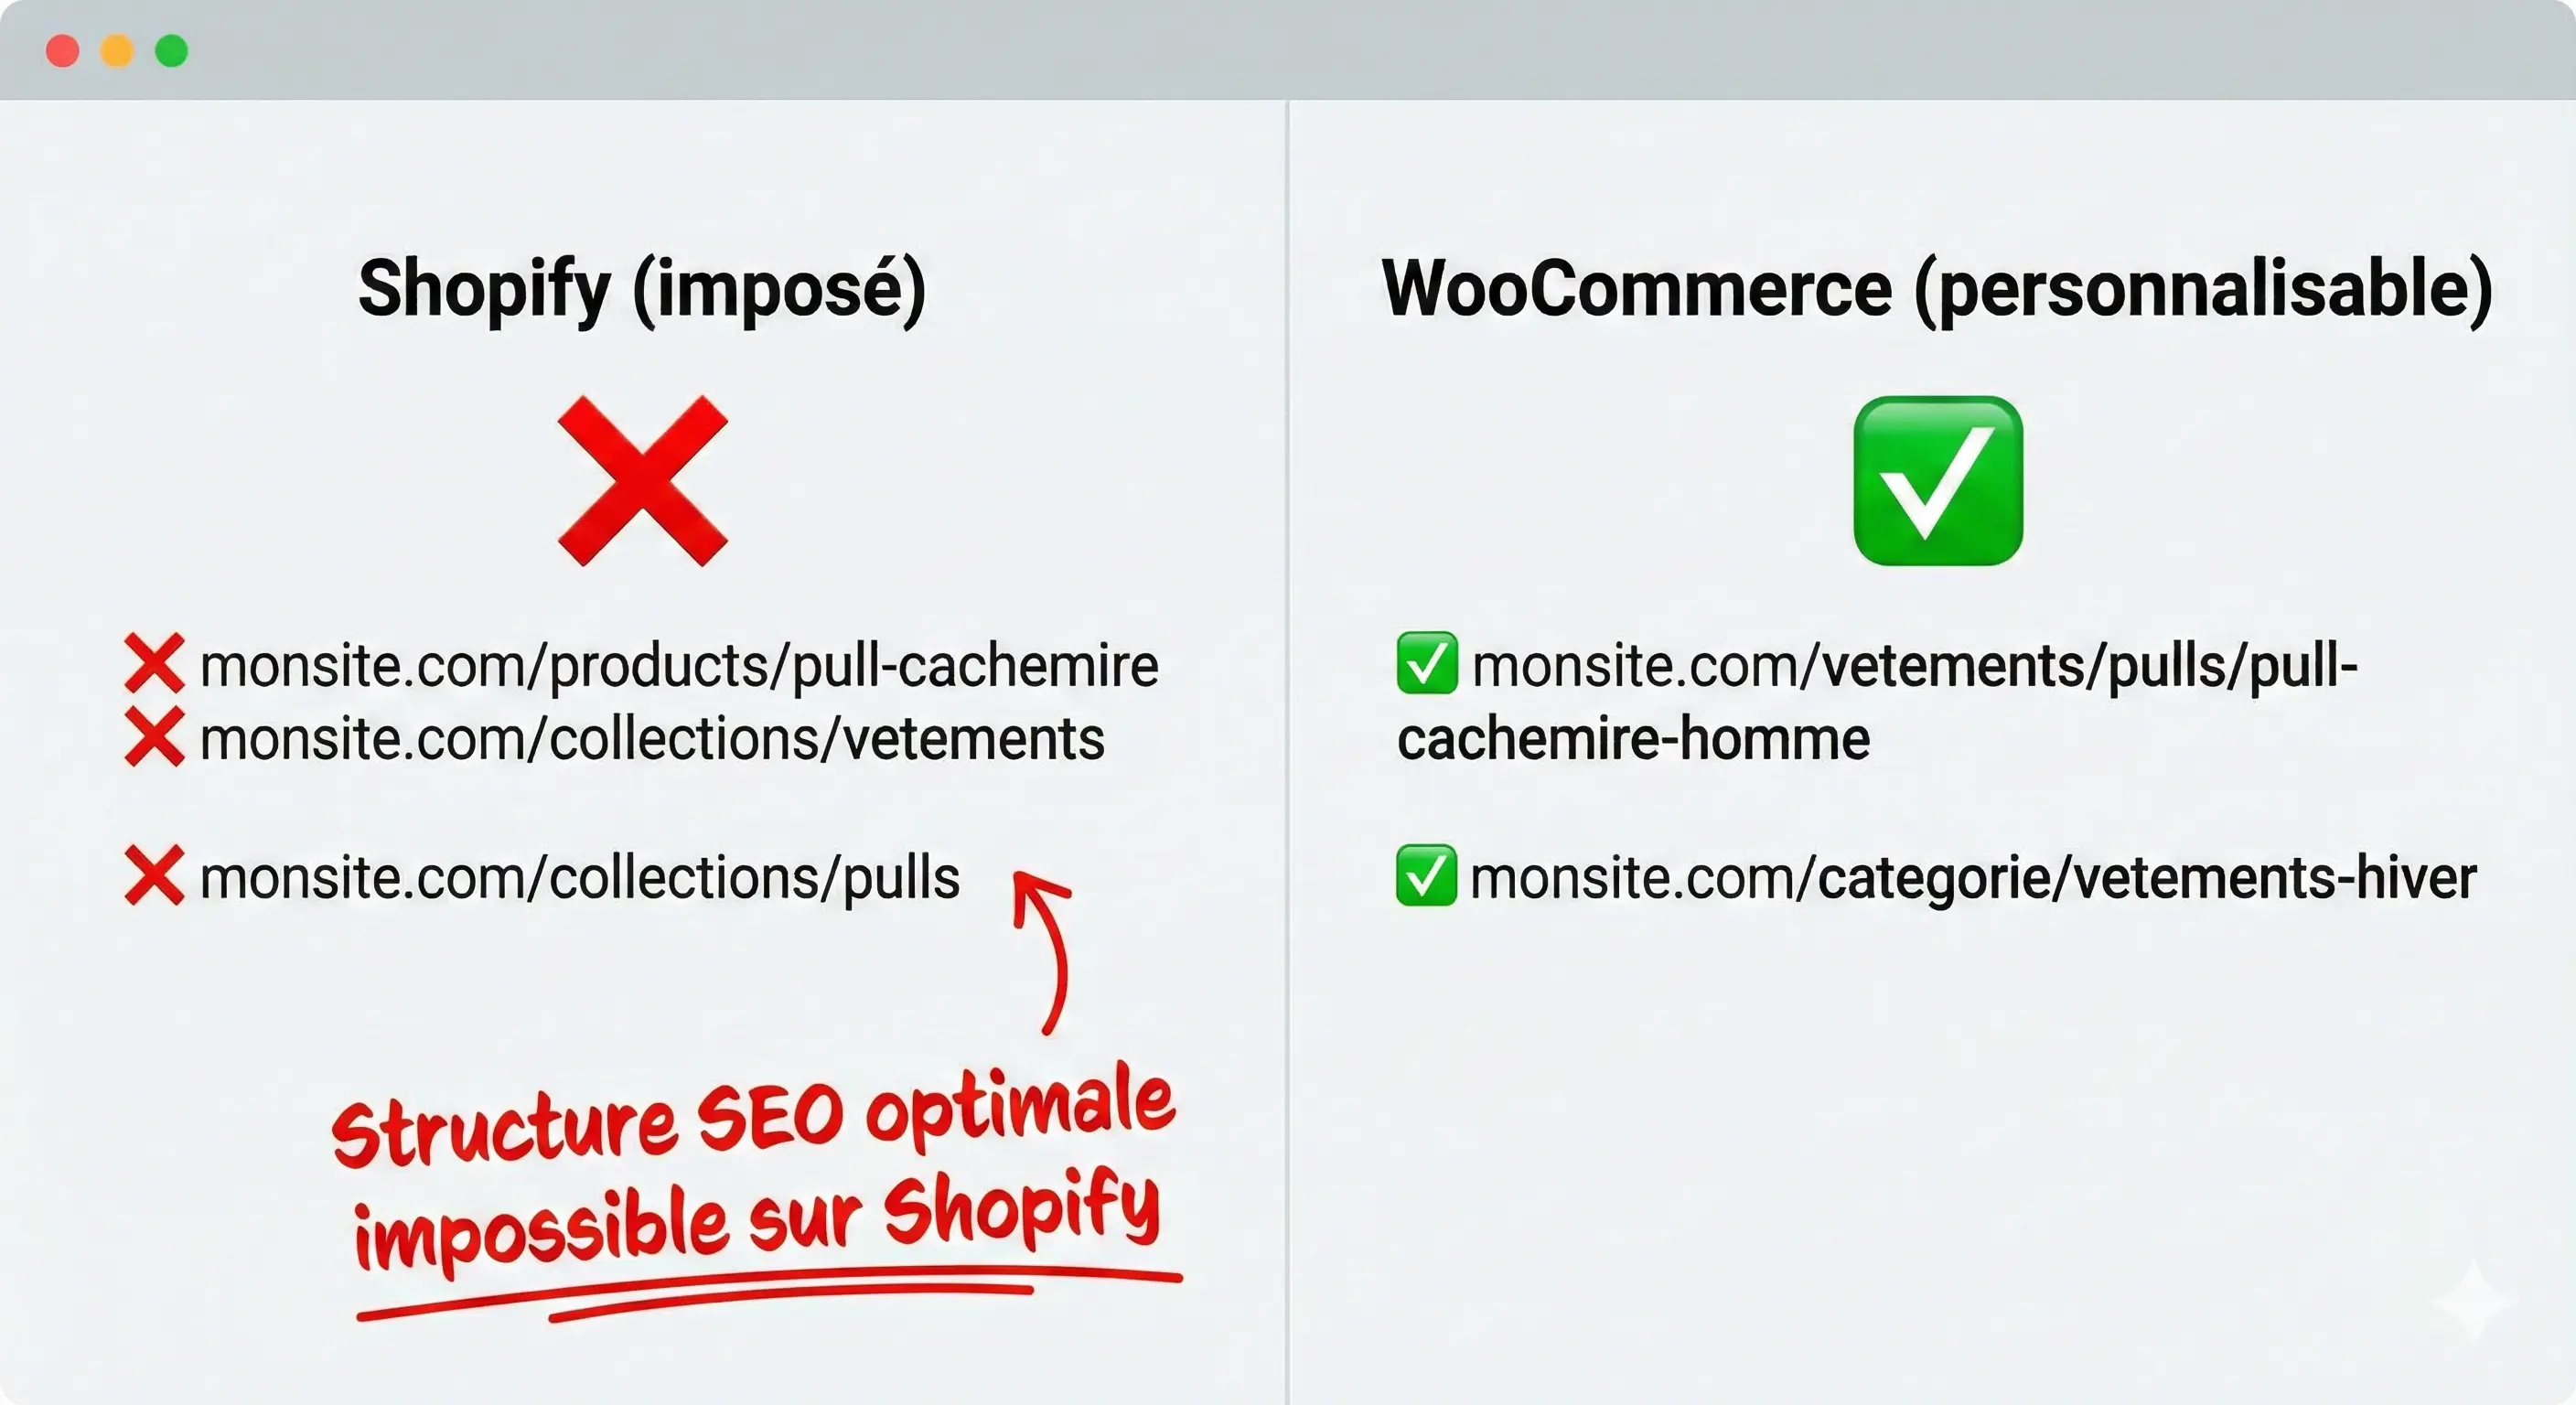 Shopify (imposé)
❌
❌ monsite.com/products/pull-cachemire
❌ monsite.com/collections/vetements
❌ monsite.com/collections/pulls
Structure SEO optimale
impossible sur Shopify
WooCommerce (personnalisable)
✅
✅ monsite.com/vetements/pulls/pull-
cachemire-homme
✅ monsite.com/categorie/vetements-hiver